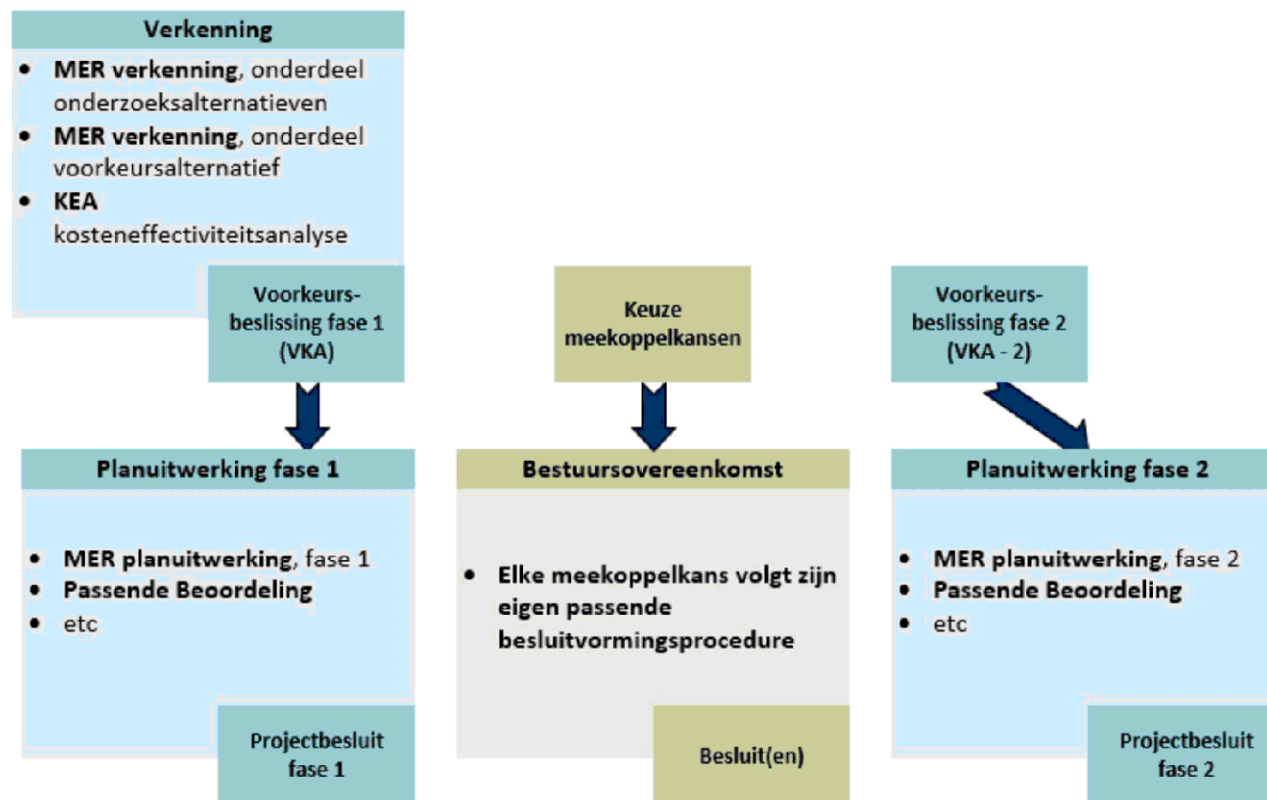 Verkenning
• MER verkenning, onderdeel
onderzoeksalternatieven
• MER verkenning, onderdeel
voorkeursalternatief
• KEA
kosteneffectiviteitsanalyse
Voorkeurs-
beslissing fase 1
(VKA)
Keuze
meekoppelkansen
Voorkeurs-
beslissing fase 2
(VKA - 2)
Planuitwerking fase 1
• MER planuitwerking, fase 1
• Passende Beoordeling
• etc
Projectbesluit
fase 1
Bestuursovereenkomst
• Elke meekoppelkans volgt zijn
eigen passende
besluitvormingsprocedure
Besluit(en)
Planuitwerking fase 2
• MER planuitwerking, fase 2
• Passende Beoordeling
• etc
Projectbesluit
fase 2